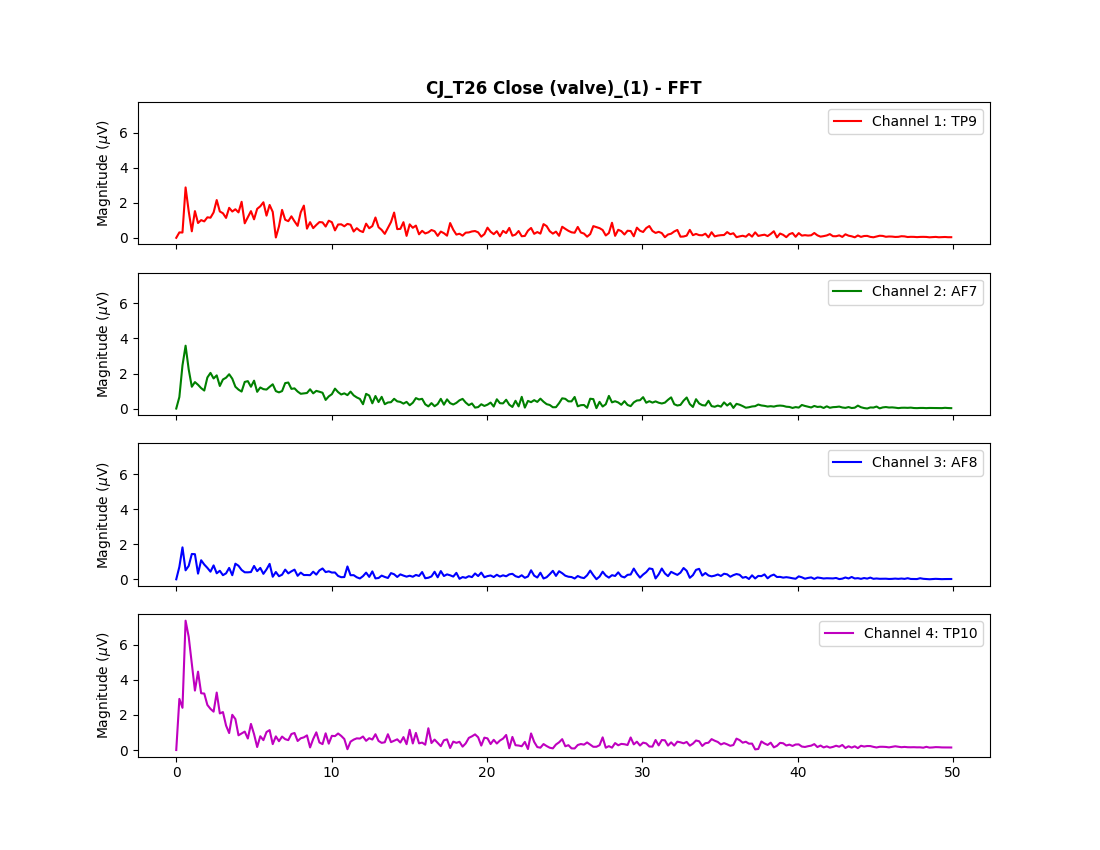 CJ_T26 Close (valve)_(1) - FFT
Magnitude (μV)
6
4
2
0
Channel 1: TP9
Magnitude (μV)
6
4
2
0
Channel 2: AF7
Magnitude (μV)
6
4
2
0
Channel 3: AF8
Magnitude (μV)
6
4
2
0
Channel 4: TP10
0 10 20 30 40 50